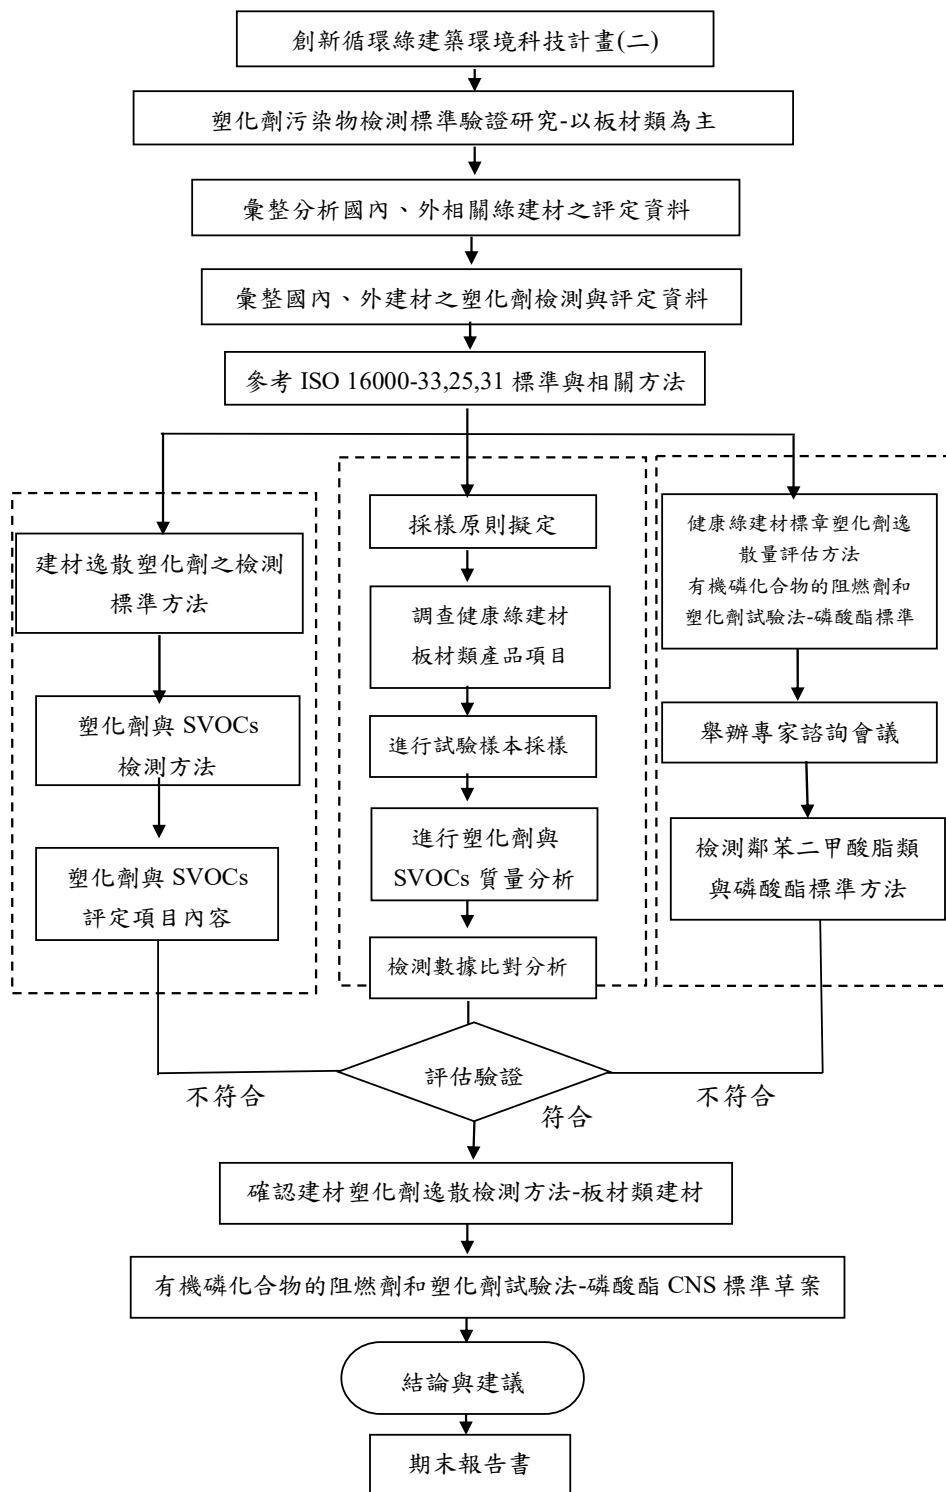 創新循環綠建築環境科技計畫(二)
塑化劑污染物檢測標準驗證研究-以板材類為主
彙整分析國內、外相關綠建材之評定資料
彙整國內、外建材之塑化劑檢測與評定資料
參考 ISO 16000-33,25,31 標準與相關方法
建材逸散塑化劑之檢測
標準方法
塑化劑與 SVOCs
檢測方法
塑化劑與 SVOCs
評定項目內容
採樣原則擬定
調查健康綠建材
板材類產品項目
進行試驗樣本採樣
進行塑化劑與
SVOCs 質量分析
檢測數據比對分析
健康綠建材標章塑化劑逸
散量評估方法
有機磷化合物的阻燃劑和
塑化劑試驗法-磷酸酯標準
舉辦專家諮詢會議
檢測鄰苯二甲酸脂類
與磷酸酯標準方法
評估驗證
不符合
符合
不符合
確認建材塑化劑逸散檢測方法-板材類建材
有機磷化合物的阻燃劑和塑化劑試驗法-磷酸酯 CNS 標準草案
結論與建議
期末報告書